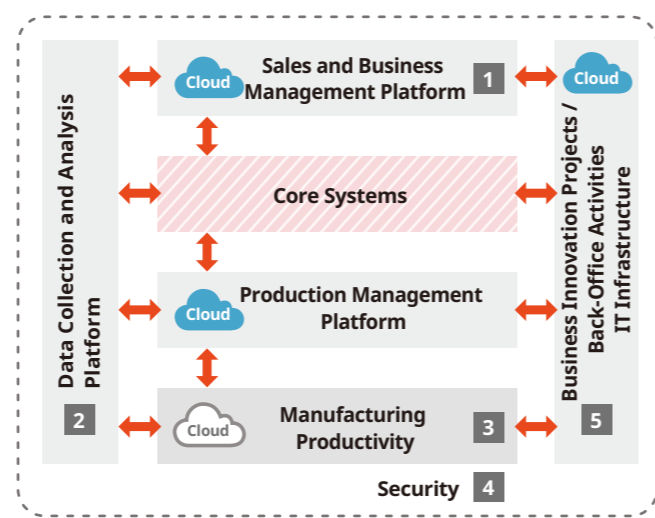 Data Collection and Analysis
Platform
2
Cloud
Sales and Business
Management Platform
1
Core Systems
Cloud
Production Management
Platform
Cloud
Manufacturing
Productivity
3
Security
4
Cloud
Business Innovation Projects /
Back-Office Activities
IT Infrastructure
5